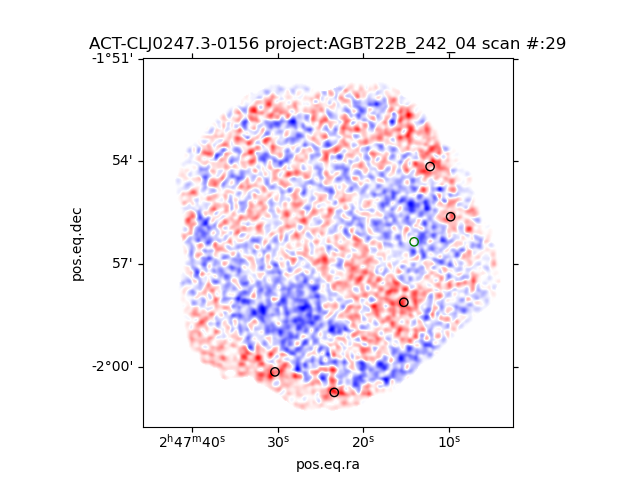 ACT-CLJ0247.3-0156 project:AGBT22B_242_04 scan #:29
-1°51'
54'
57'
-2°00'
pos.eq.dec
2ʰ47ᵐ40ˢ 30ˢ 20ˢ 10ˢ
pos.eq.ra